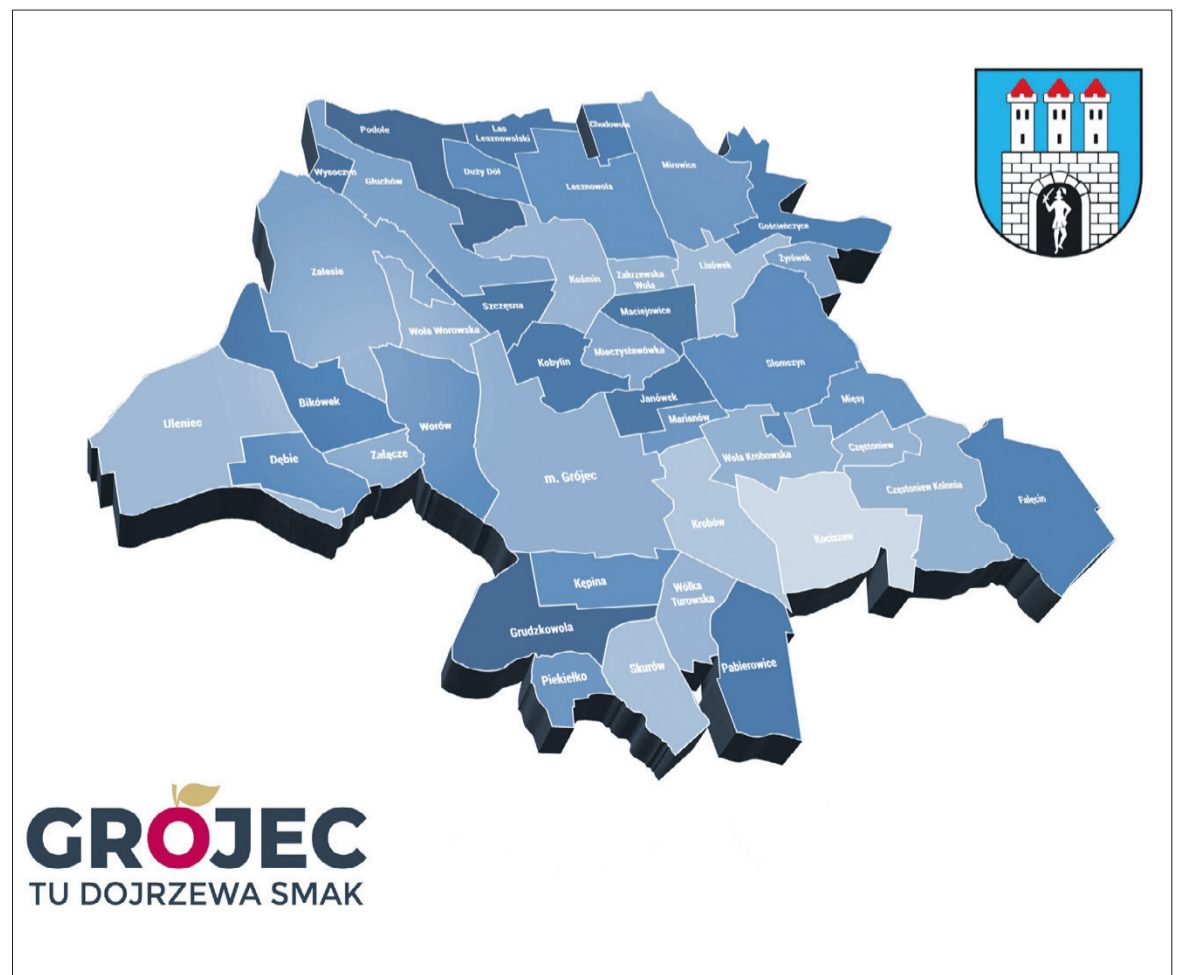 Podole
Las
Lesznowolski
Chudowola
Mirowice
Wysoczyn
Głuchów
Duży Dół
Lesznowola
Gościeńczyce
Zalesie
Kośmin
Zakrzewska
Wola
Lisówek
Żyrówek
Szczęsna
Maciejowice
Wola Worowska
Kobylin
Mieczysławówka
Słomczyn
Uleniec
Bikówek
Worów
Janówek
Marianów
Mięsy
Dębie
Załącze
m. Grójec
Wola Krobowska
Częstoniew
Częstoniew Kolonia
Falęcin
Krobów
Kociszew
Kępina
Wólka
Turowska
Grudzkowola
Skurów
Pabierowice
Piekiełko
GROJEC
TU DOJRZEWA SMAK